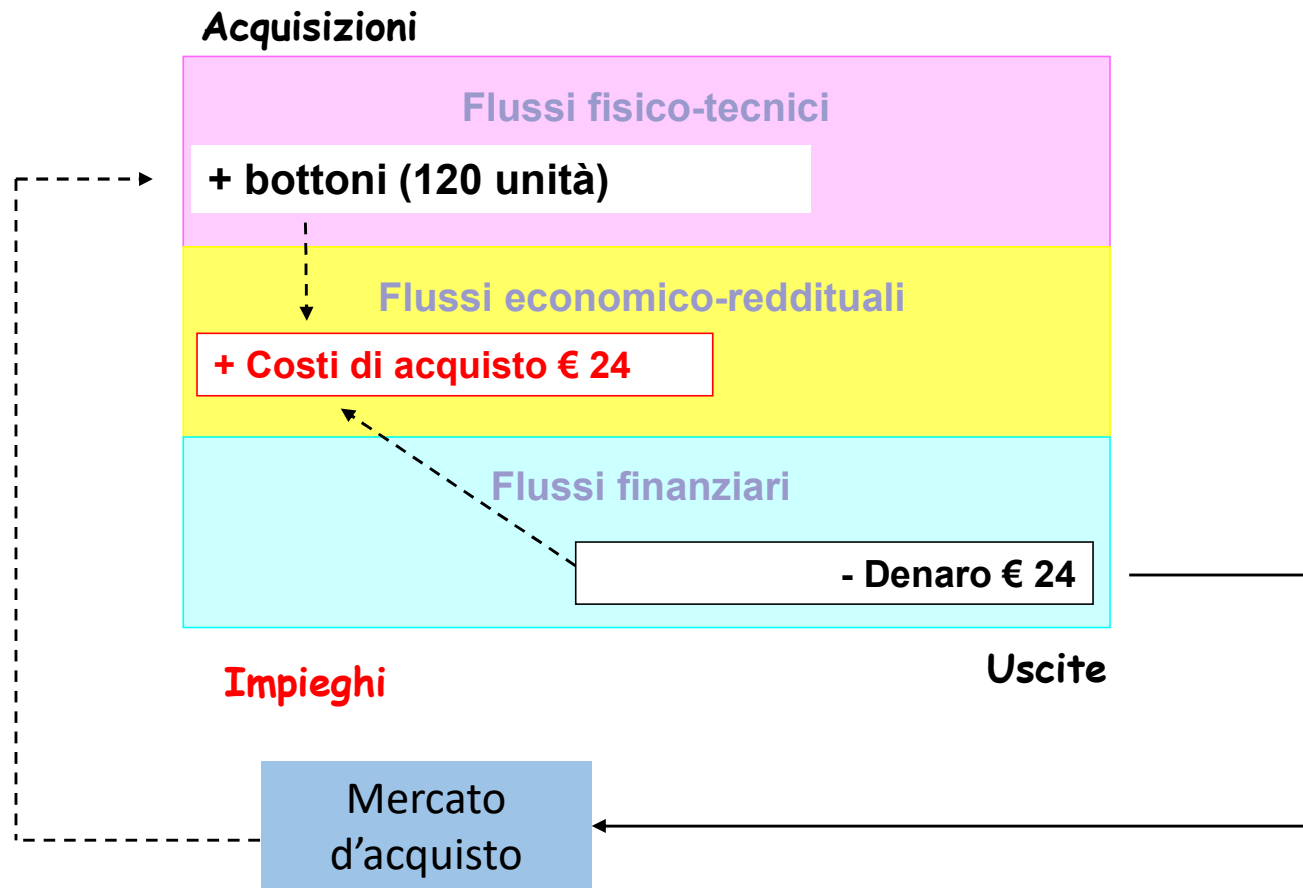 Acquisizioni
Flussi fisico-tecnici
+ bottoni (120 unità)
Flussi economico-reddituali
+ Costi di acquisto € 24
Flussi finanziari
- Denaro € 24
Impieghi
Uscite
Mercato
d’acquisto